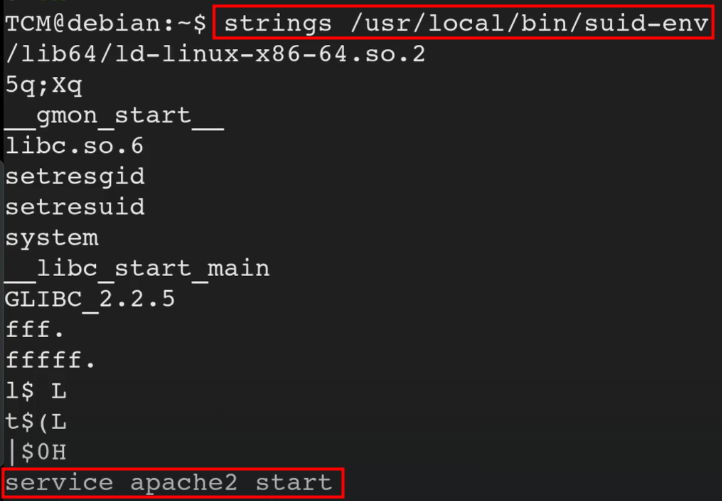 TCM@debian:~$ strings /usr/local/bin/suid-env
/lib64/ld-linux-x86-64.so.2
5q;Xq
__gmon_start__
libc.so.6
setresgid
setresuid
system
__libc_start_main
GLIBC_2.2.5
fff.
fffff.
l$ L
t$(L
|$0H
service apache2 start